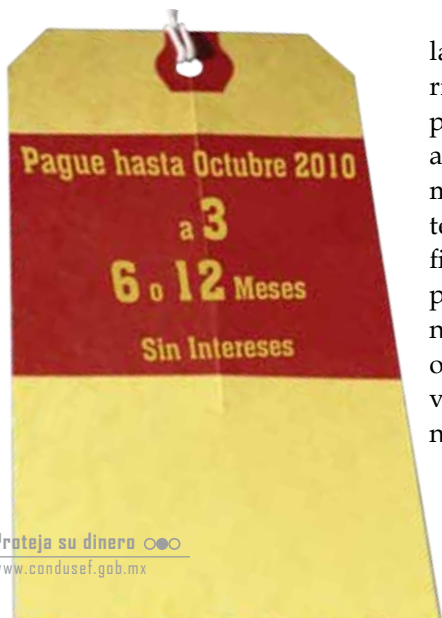 Pague hasta Octubre 2010
a 3
6 o 12 Meses
Sin Intereses
Proteja su dinero
www.condusef.gob.mx